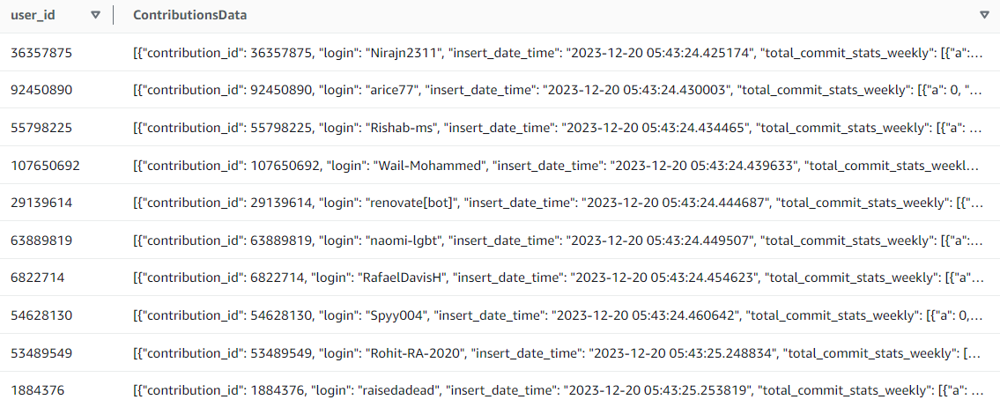 user_id ContributionsData
36357875 [{"contribution_id": 36357875, "login": "Nirajn2311", "insert_date_time": "2023-12-20 05:43:24.425174", "total_commit_stats_weekly": [{"a":...
92450890 [{"contribution_id": 92450890, "login": "arice77", "insert_date_time": "2023-12-20 05:43:24.430003", "total_commit_stats_weekly": [{"a": 0, "...
55798225 [{"contribution_id": 55798225, "login": "Rishab-ms", "insert_date_time": "2023-12-20 05:43:24.434465", "total_commit_stats_weekly": [{"a": ...
107650692 [{"contribution_id": 107650692, "login": "Wail-Mohammed", "insert_date_time": "2023-12-20 05:43:24.439633", "total_commit_stats_weekl...
29139614 [{"contribution_id": 29139614, "login": "renovate[bot]", "insert_date_time": "2023-12-20 05:43:24.444687", "total_commit_stats_weekly": [{"...
63889819 [{"contribution_id": 63889819, "login": "naomi-lgbt", "insert_date_time": "2023-12-20 05:43:24.449507", "total_commit_stats_weekly": [{"a":...
6822714 [{"contribution_id": 6822714, "login": "RafaelDavisH", "insert_date_time": "2023-12-20 05:43:24.454623", "total_commit_stats_weekly": [{"a...
54628130 [{"contribution_id": 54628130, "login": "Spyy004", "insert_date_time": "2023-12-20 05:43:24.460642", "total_commit_stats_weekly": [{"a": 0,...
53489549 [{"contribution_id": 53489549, "login": "Rohit-RA-2020", "insert_date_time": "2023-12-20 05:43:25.248834", "total_commit_stats_weekly": [...
1884376 [{"contribution_id": 1884376, "login": "raisedadead", "insert_date_time": "2023-12-20 05:43:25.253819", "total_commit_stats_weekly": [{"a": ...